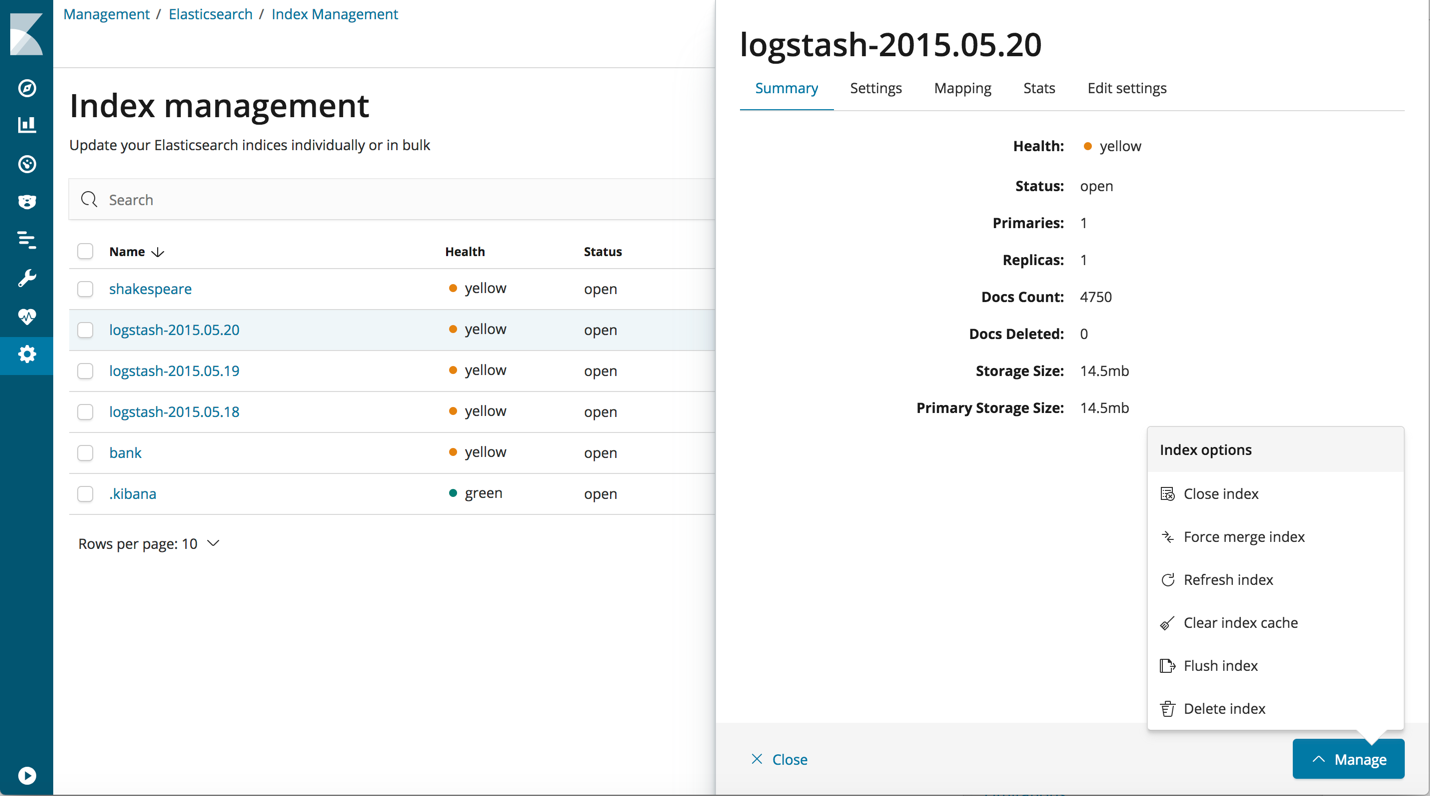 Management / Elasticsearch / Index Management
Index management
Update your Elasticsearch indices individually or in bulk
Search
Name Health Status
shakespeare yellow open
logstash-2015.05.20 yellow open
logstash-2015.05.19 yellow open
logstash-2015.05.18 yellow open
bank yellow open
.kibana green open
Rows per page: 10
logstash-2015.05.20
Summary Settings Mapping Stats Edit settings
Health: yellow
Status: open
Primaries: 1
Replicas: 1
Docs Count: 4750
Docs Deleted: 0
Storage Size: 14.5mb
Primary Storage Size: 14.5mb
Index options
Close index
Force merge index
Refresh index
Clear index cache
Flush index
Delete index
Close Manage